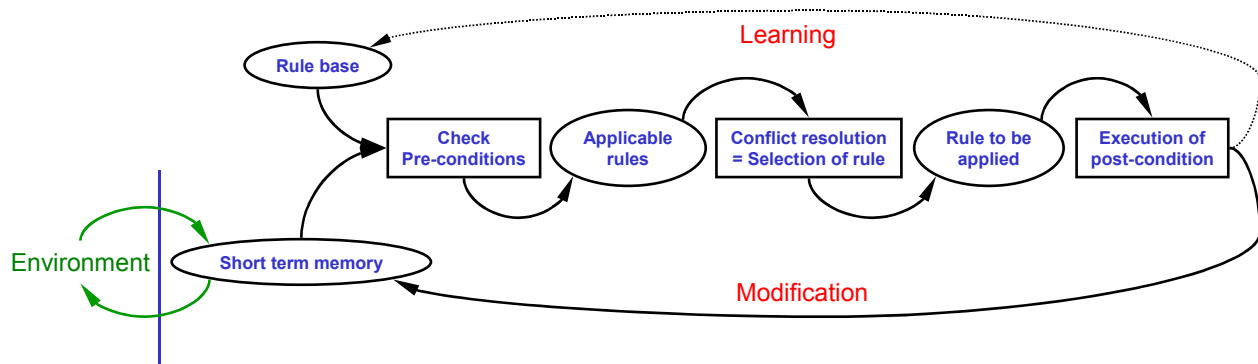 Learning
Rule base
Check
Pre-conditions
Applicable
rules
Conflict resolution
= Selection of rule
Rule to be
applied
Execution of
post-condition
Environment
Short term memory
Modification